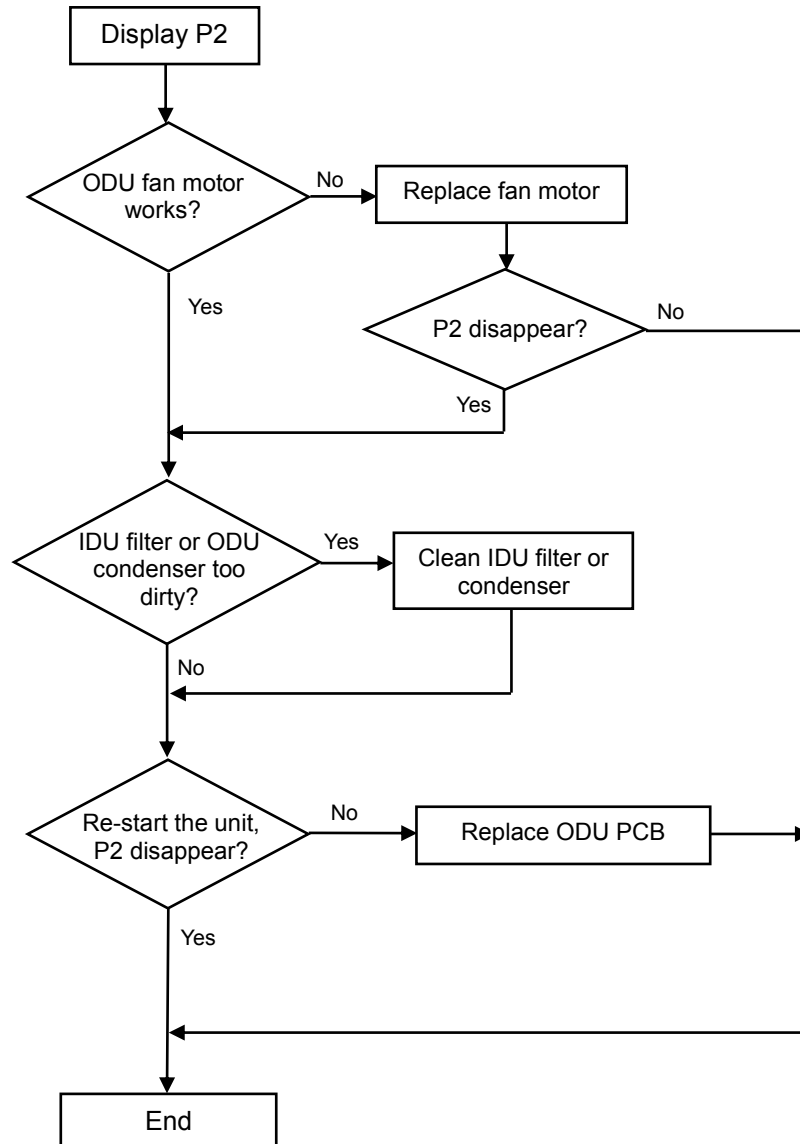 Display P2
ODU fan motor
works?
No
Replace fan motor
Yes
P2 disappear?
No
Yes
IDU filter or ODU
condenser too
dirty?
Yes
Clean IDU filter or
condenser
No
Re-start the unit,
P2 disappear?
No
Replace ODU PCB
Yes
End